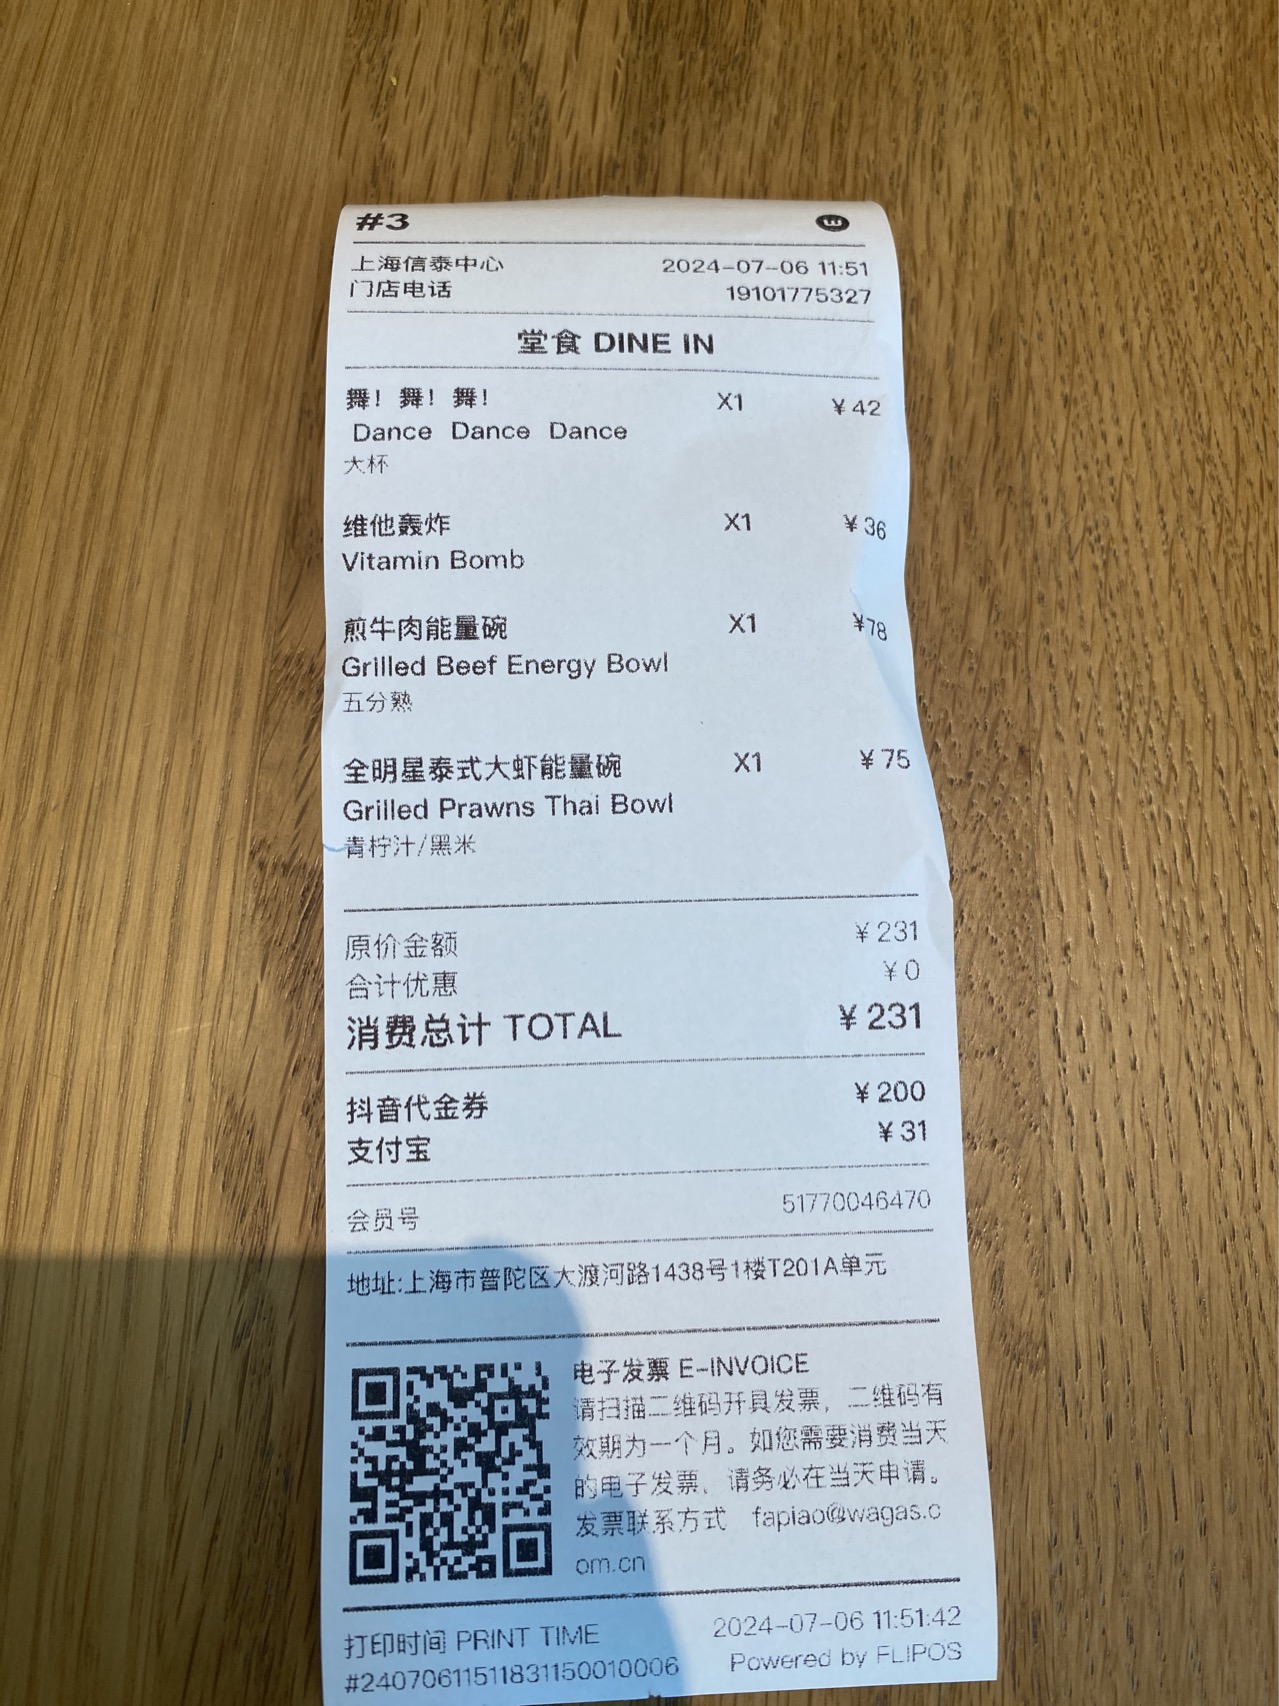 #3
上海信泰中心 2024-07-06 11:51
门店电话 19101775327
堂食 DINE IN
舞！舞！舞！ X1 ¥42
Dance Dance Dance
大杯
维他轰炸 X1 ¥36
Vitamin Bomb
煎牛肉能量碗 X1 ¥78
Grilled Beef Energy Bowl
五分熟
全明星泰式大虾能量碗 X1 ¥75
Grilled Prawns Thai Bowl
青柠汁/黑米
原价金额 ¥231
合计优惠 ¥0
消费总计 TOTAL ¥231
抖音代金券 ¥200
支付宝 ¥31
会员号 51770046470
地址:上海市普陀区大渡河路1438号1楼T201A单元
电子发票 E-INVOICE
请扫描二维码开具发票，二维码有
效期为一个月。如您需要消费当天
的电子发票、请务必在当天申请。
发票联系方式 fapiao@wagas.c
om.cn
打印时间 PRINT TIME 2024-07-06 11:51:42
#24070611511831150010006 Powered by FLIPOS